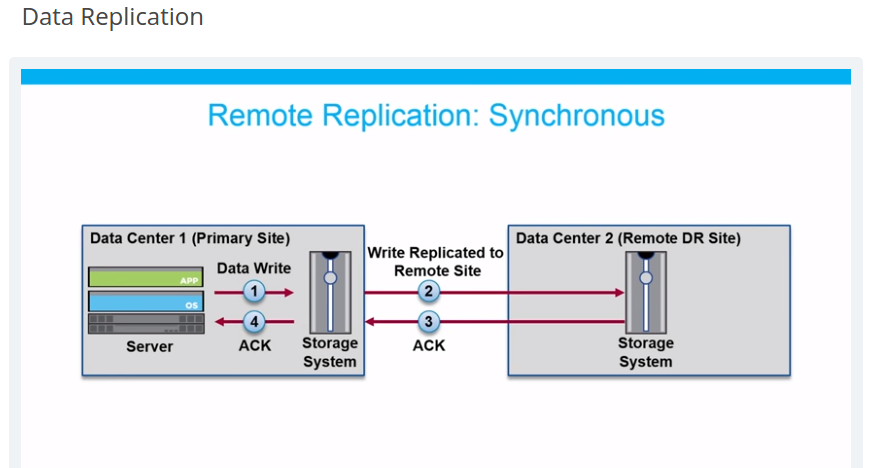 Data Replication
Remote Replication: Synchronous
Data Center 1 (Primary Site)
Data Center 2 (Remote DR Site)
Write Replicated to
Remote Site
Data Write
APP
1
2
OS
4
3
Server
ACK
Storage
System
ACK
Storage
System